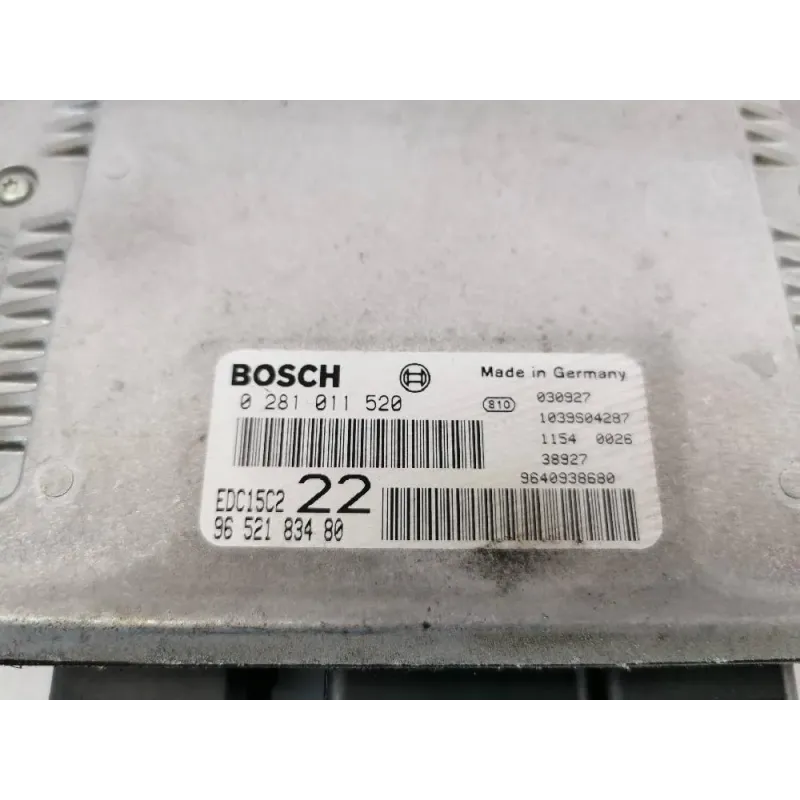 BOSCH
Made in Germany
0 281 011 520
810
030927
1039S04287
1154 0026
38927
9640938680
EDC15C2 22
96 521 834 80